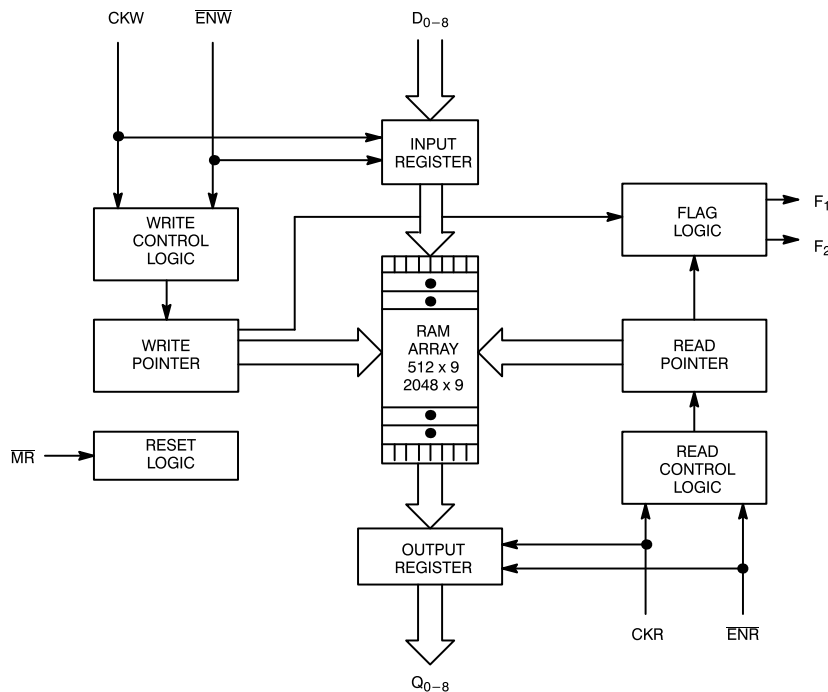 CKW
ENW
D0–8
INPUT
REGISTER
WRITE
CONTROL
LOGIC
FLAG
LOGIC
F1
F2
WRITE
POINTER
RAM
ARRAY
512 x 9
2048 x 9
READ
POINTER
MR
RESET
LOGIC
READ
CONTROL
LOGIC
OUTPUT
REGISTER
CKR
ENR
Q0–8